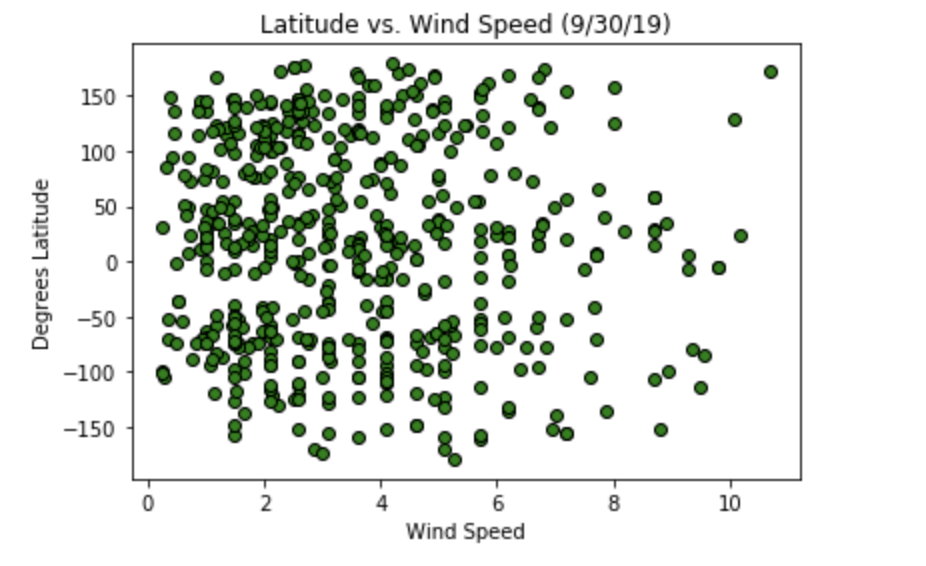 Latitude vs. Wind Speed (9/30/19)
Degrees Latitude
150
100
50
0
−50
−100
−150
0 2 4 6 8 10
Wind Speed